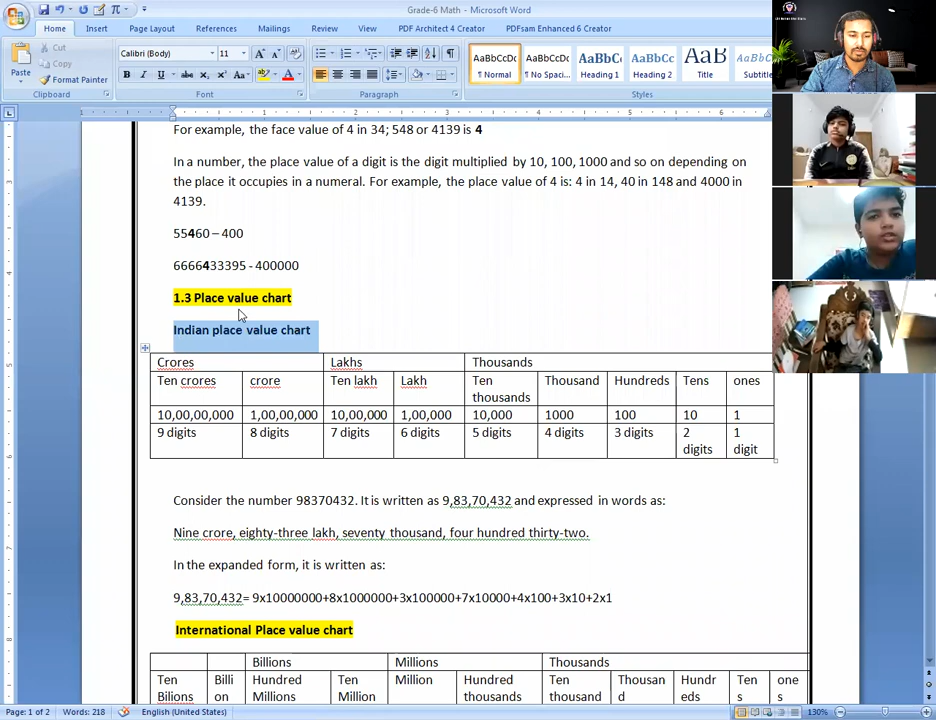 Grade-6 Math - Microsoft Word
Home Insert Page Layout References Mailings Review View PDF Architect 4 Creator PDFsam Enhanced 6 Creator
Paste
Cut
Copy
Format Painter
Calibri (Body) 11
AaBbCcDc AaBbCcDc AaBbC AaBbCc AaB AaBbCc
¶ Normal ¶ No Spaci... Heading 1 Heading 2 Title Subtitle
Clipboard Font Paragraph Styles
For example, the face value of 4 in 34; 548 or 4139 is 4
In a number, the place value of a digit is the digit multiplied by 10, 100, 1000 and so on depending on
the place it occupies in a numeral. For example, the place value of 4 is: 4 in 14, 40 in 148 and 4000 in
4139.
55460 – 400
6666433395 - 400000
1.3 Place value chart
Indian place value chart
Crores Lakhs Thousands
Ten crores crore Ten lakh Lakh Ten thousands Thousand Hundreds Tens ones
10,00,00,000 1,00,00,000 10,00,000 1,00,000 10,000 1000 100 10 1
9 digits 8 digits 7 digits 6 digits 5 digits 4 digits 3 digits 2 digits 1 digit
Consider the number 98370432. It is written as 9,83,70,432 and expressed in words as:
Nine crore, eighty-three lakh, seventy thousand, four hundred thirty-two.
In the expanded form, it is written as:
9,83,70,432= 9x10000000+8x1000000+3x100000+7x10000+4x100+3x10+2x1
International Place value chart
Billions Millions Thousands
Ten Bilions Billi on Hundred Millions Ten Million Million Hundred thousands Ten thousand Thousan d Hundr eds Ten s one s
Page: 1 of 2 Words: 218 English (United States) 130%